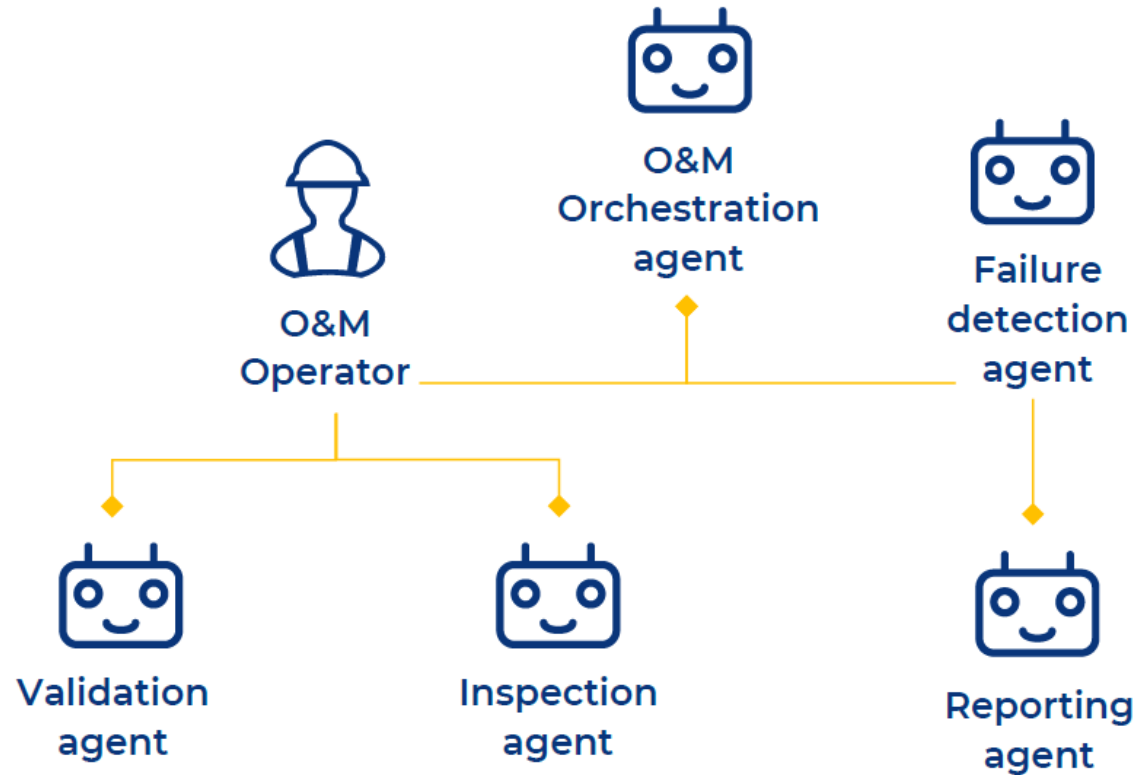 O&M
Orchestration
agent
Failure
detection
agent
O&M
Operator
Validation
agent
Inspection
agent
Reporting
agent